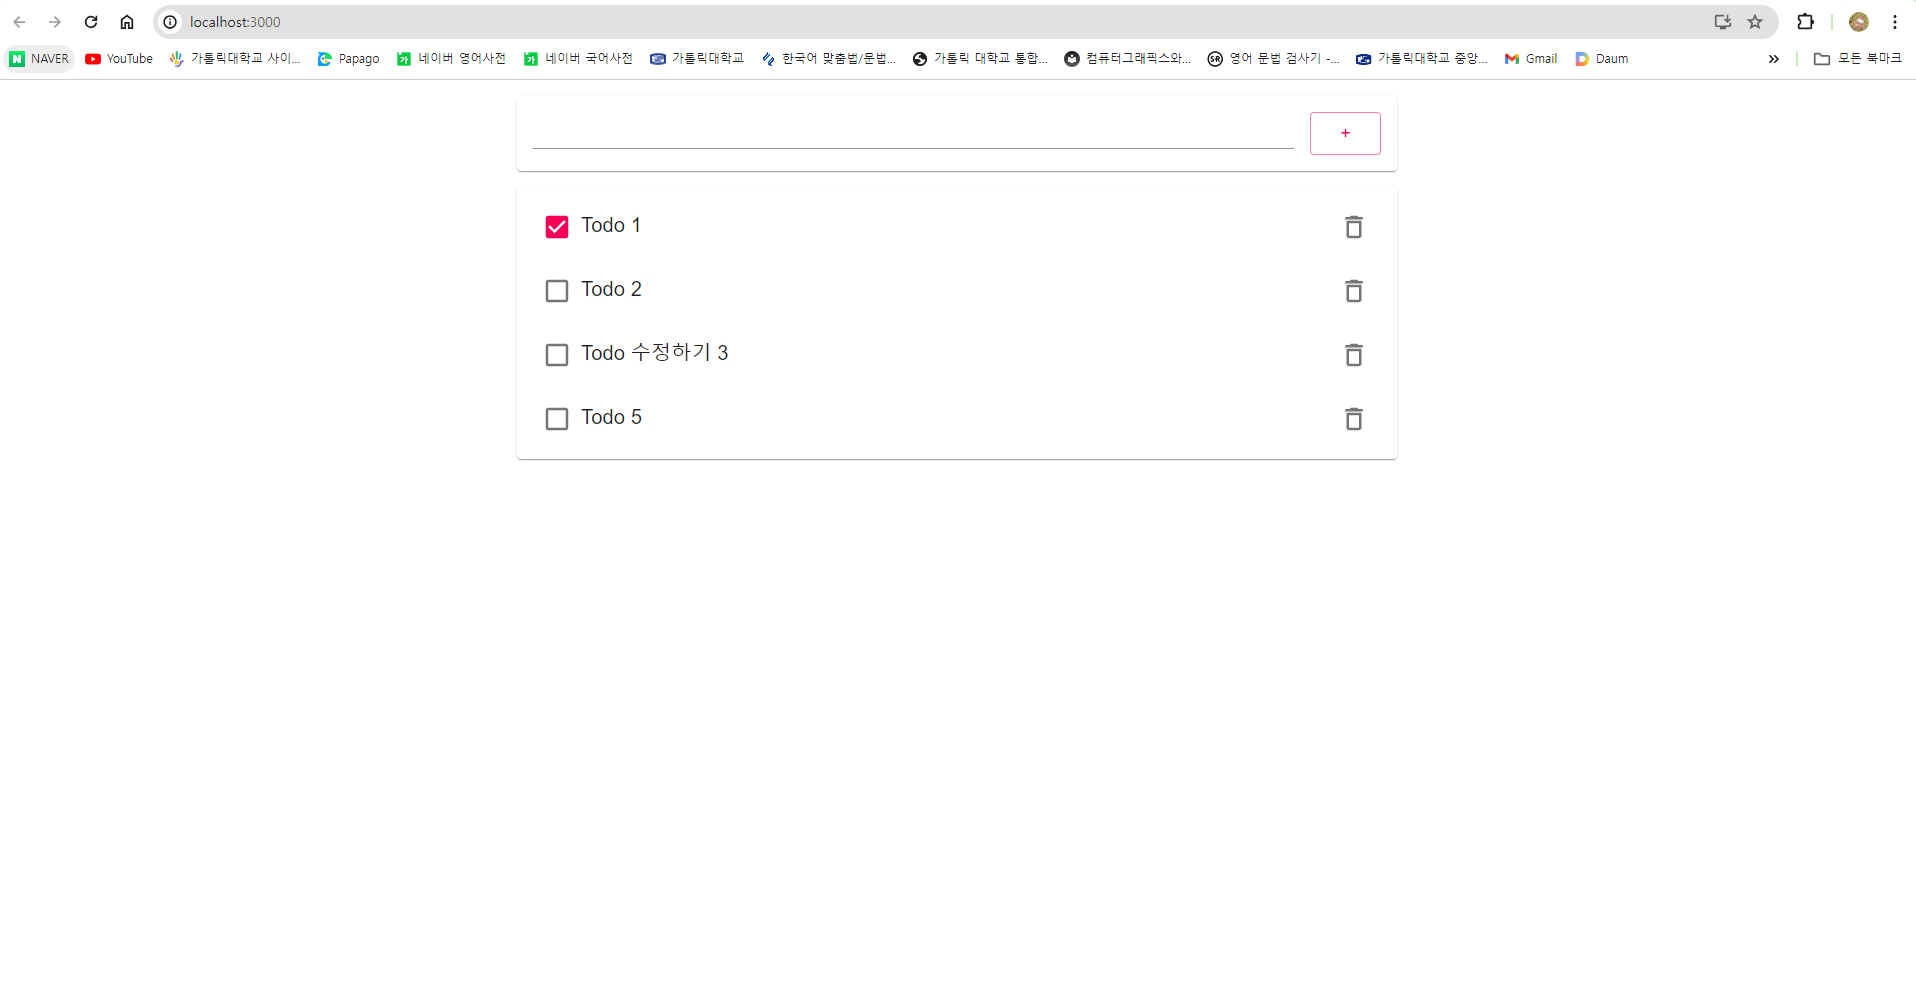 localhost:3000
NAVER YouTube 가톨릭대학교 사이... Papago 네이버 영어사전 네이버 국어사전 가톨릭대학교 한국어 맞춤법/문법... 가톨릭 대학교 통합... 컴퓨터그래픽스와... 영어 문법 검사기 -... 가톨릭대학교 중앙... Gmail Daum » 모든 북마크
+
Todo 1
Todo 2
Todo 수정하기 3
Todo 5